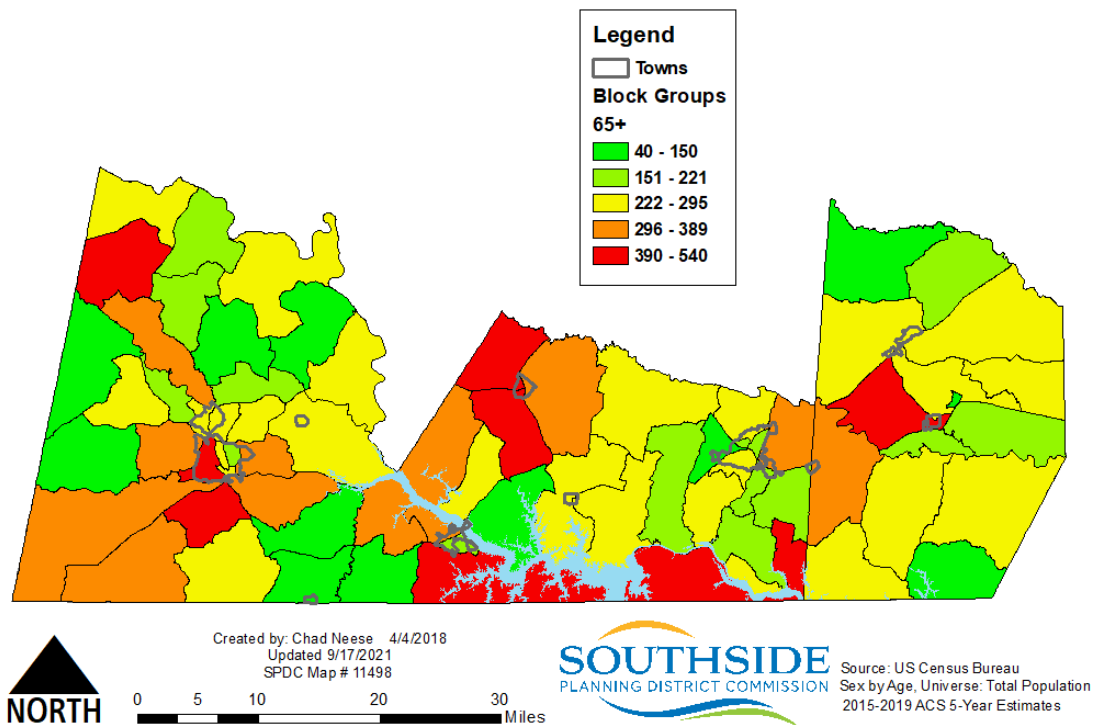 Legend
Towns
Block Groups
65+
40 - 150
151 - 221
222 - 295
296 - 389
390 - 540
NORTH
Created by: Chad Neese 4/4/2018
Updated 9/17/2021
SPDC Map # 11498
0 5 10 20 30
Miles
SOUTHSIDE
PLANNING DISTRICT COMMISSION
Source: US Census Bureau
Sex by Age, Universe: Total Population
2015-2019 ACS 5-Year Estimates